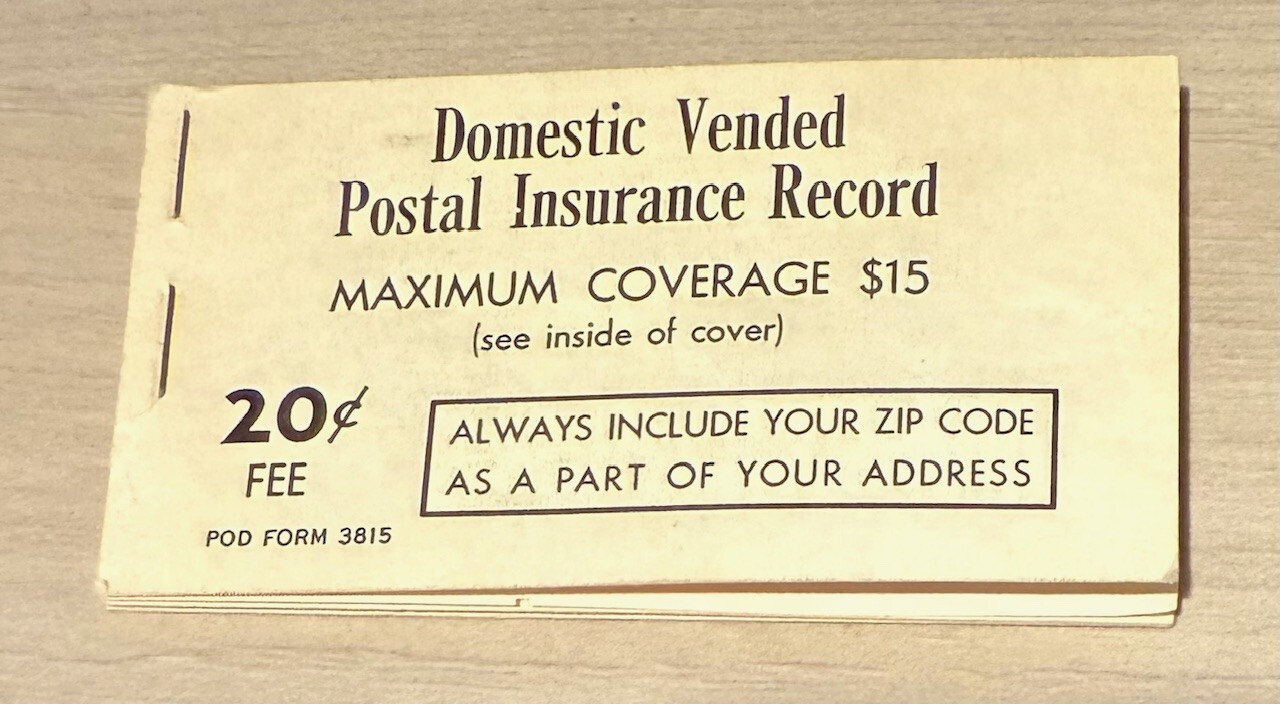 Domestic Vended
Postal Insurance Record
MAXIMUM COVERAGE $15
(see inside of cover)
20¢
FEE
POD FORM 3815
ALWAYS INCLUDE YOUR ZIP CODE
AS A PART OF YOUR ADDRESS